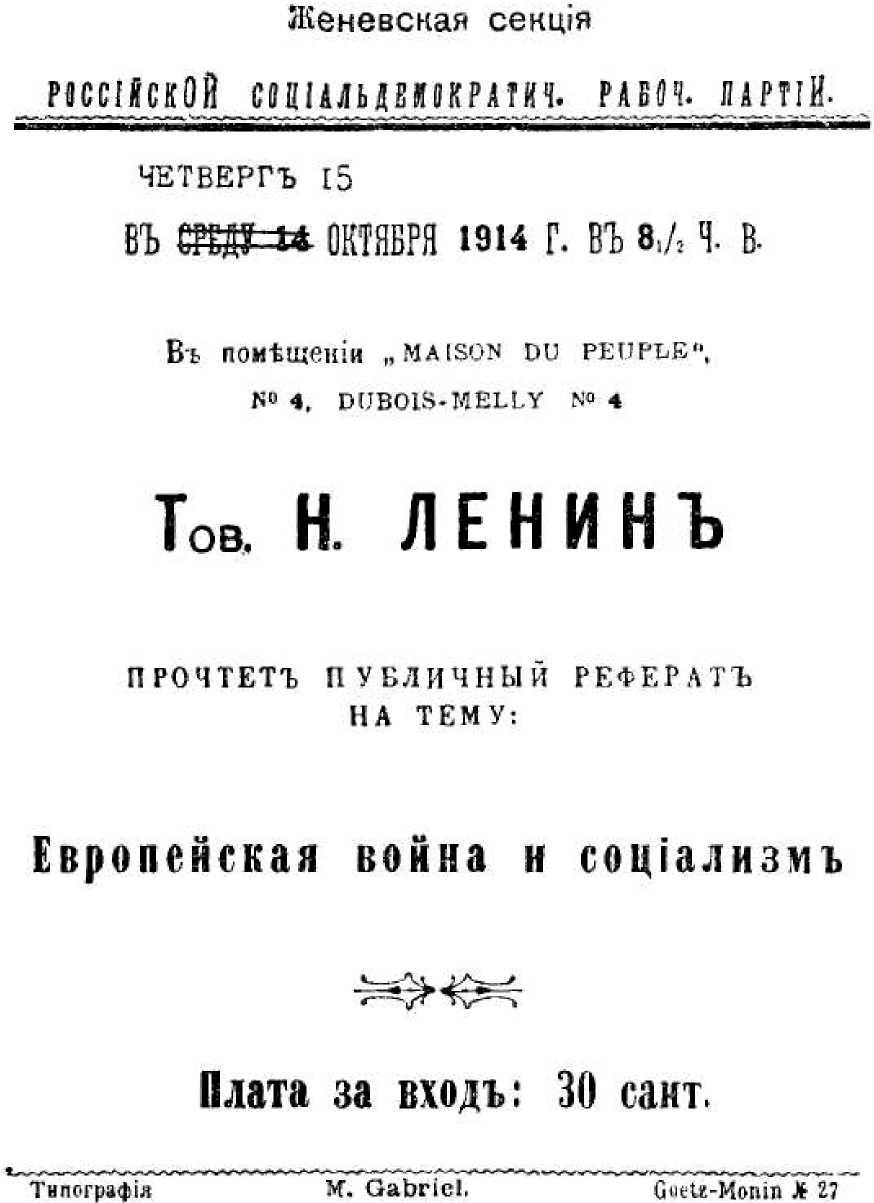 Женевская секція
РОССІЙСКОЙ СОЦІАЛЬДЕМОКРАТИЧ. РАБОЧ. ПАРТІИ.
ЧЕТВЕРГЪ 15
ВЪ СРЕДУ 14 ОКТЯБРЯ 1914 Г. ВЪ 8 1/2 Ч. В.
Въ помѣщеніи „MAISON DU PEUPLE“,
№ 4, DUBOIS-MELLY № 4
Тов. Н. ЛЕНИНЪ
ПРОЧТЕТЪ ПУБЛИЧНЫЙ РЕФЕРАТЪ
НА ТЕМУ:
Европейская война и соціализмъ
Плата за входъ: 30 сант.
Типографія M. Gabriel. Goetz-Monin № 27